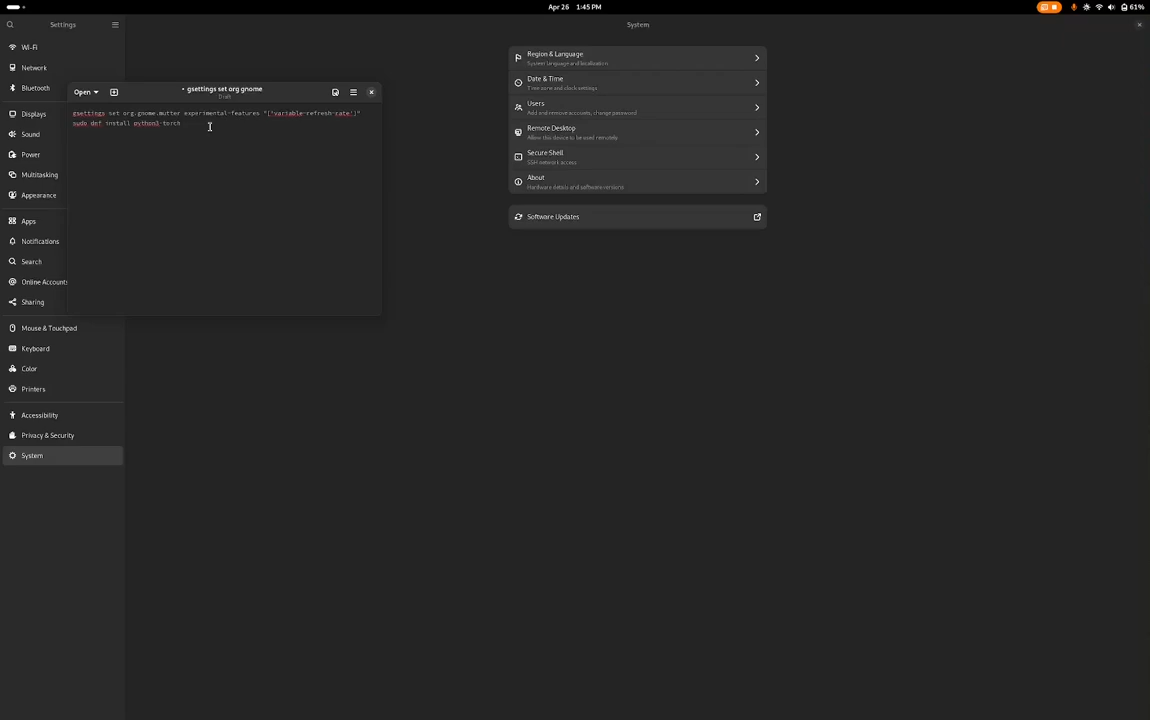 Apr 26 1:45 PM
61%
Settings
System
Wi-Fi
Network
Bluetooth
Displays
Sound
Power
Multitasking
Appearance
Apps
Notifications
Search
Online Accounts
Sharing
Mouse & Touchpad
Keyboard
Color
Printers
Accessibility
Privacy & Security
System
Open
• gsettings set org gnome
Draft
gsettings set org.gnome.mutter experimental-features "['variable-refresh-rate']"
sudo dnf install python3-torch
Region & Language
System language and localization
Date & Time
Time zone and clock settings
Users
Add and remove accounts, change password
Remote Desktop
Allow this device to be used remotely
Secure Shell
SSH network access
About
Hardware details and software versions
Software Updates